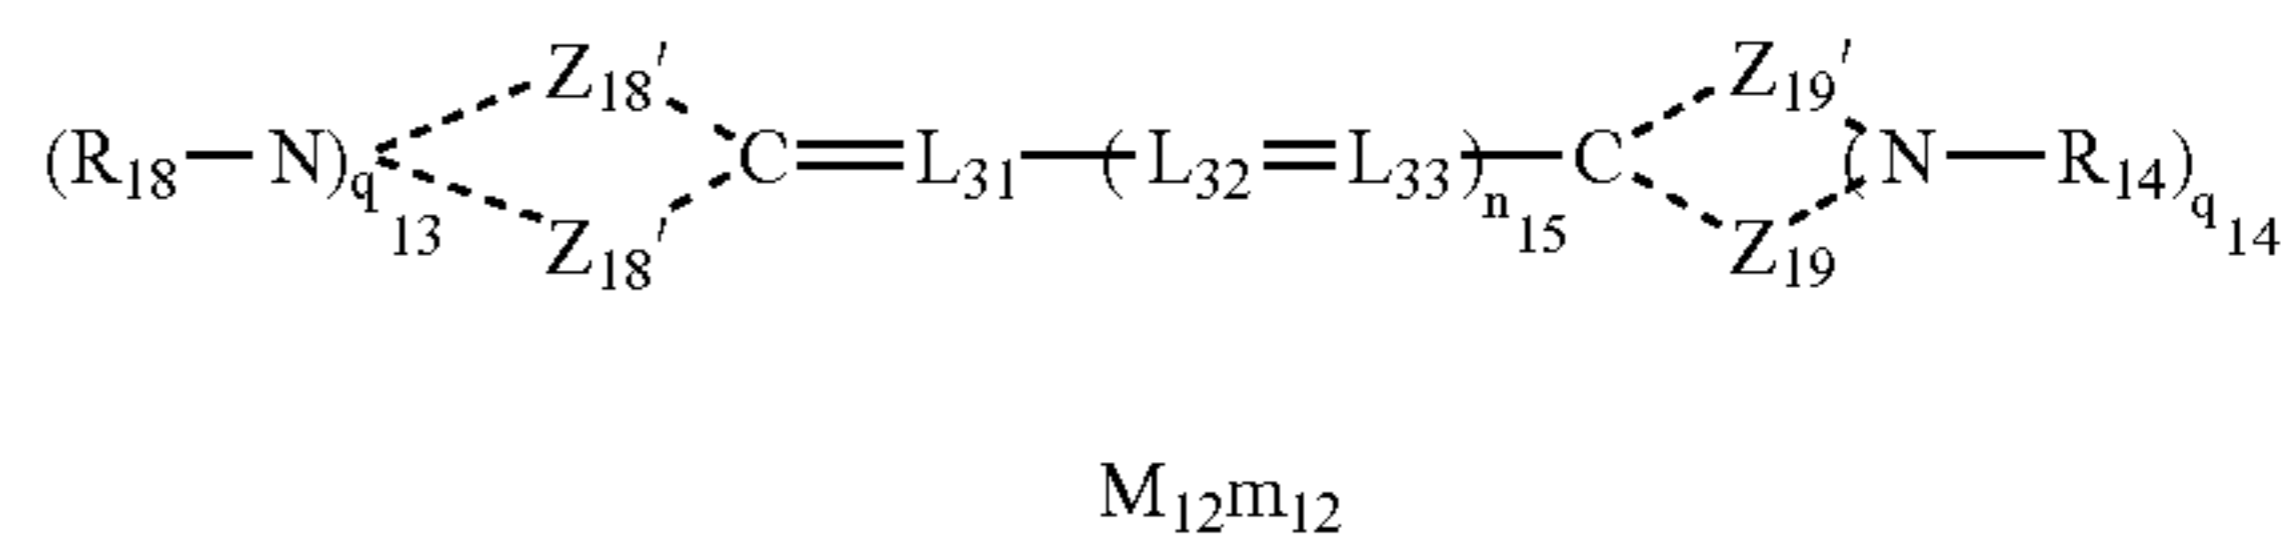 Z18' Z19'
(R18—N)q13 C=L31—(L32=L33)n15—C (N—R14)q14
Z18' Z19
M12m12